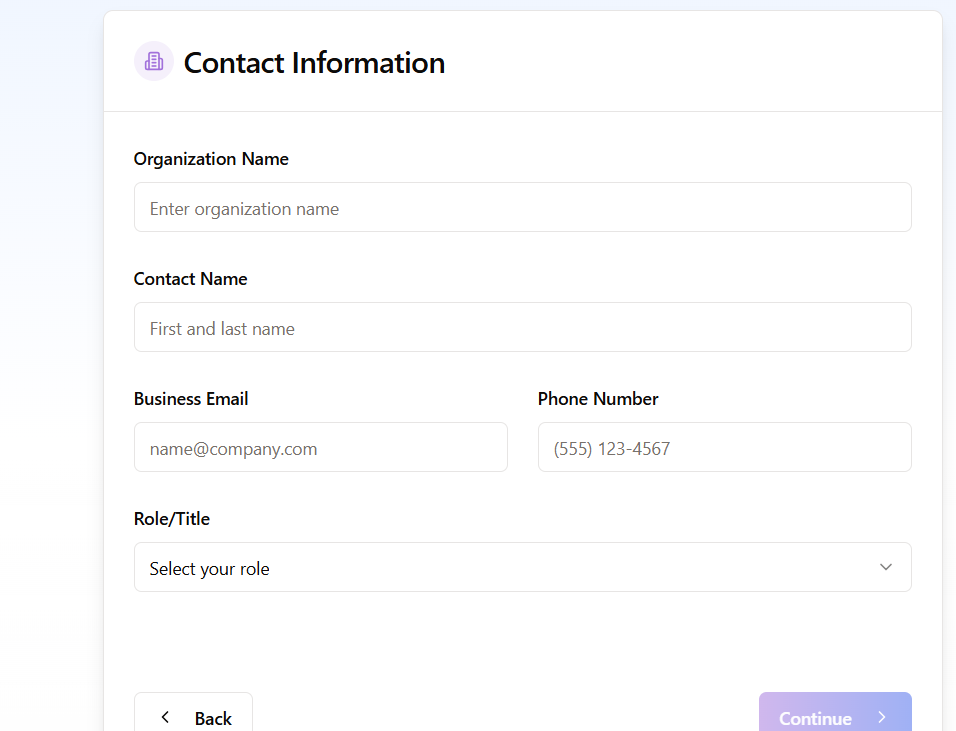 Contact Information
Organization Name
Enter organization name
Contact Name
First and last name
Business Email
Phone Number
name@company.com
(555) 123-4567
Role/Title
Select your role
Back
Continue